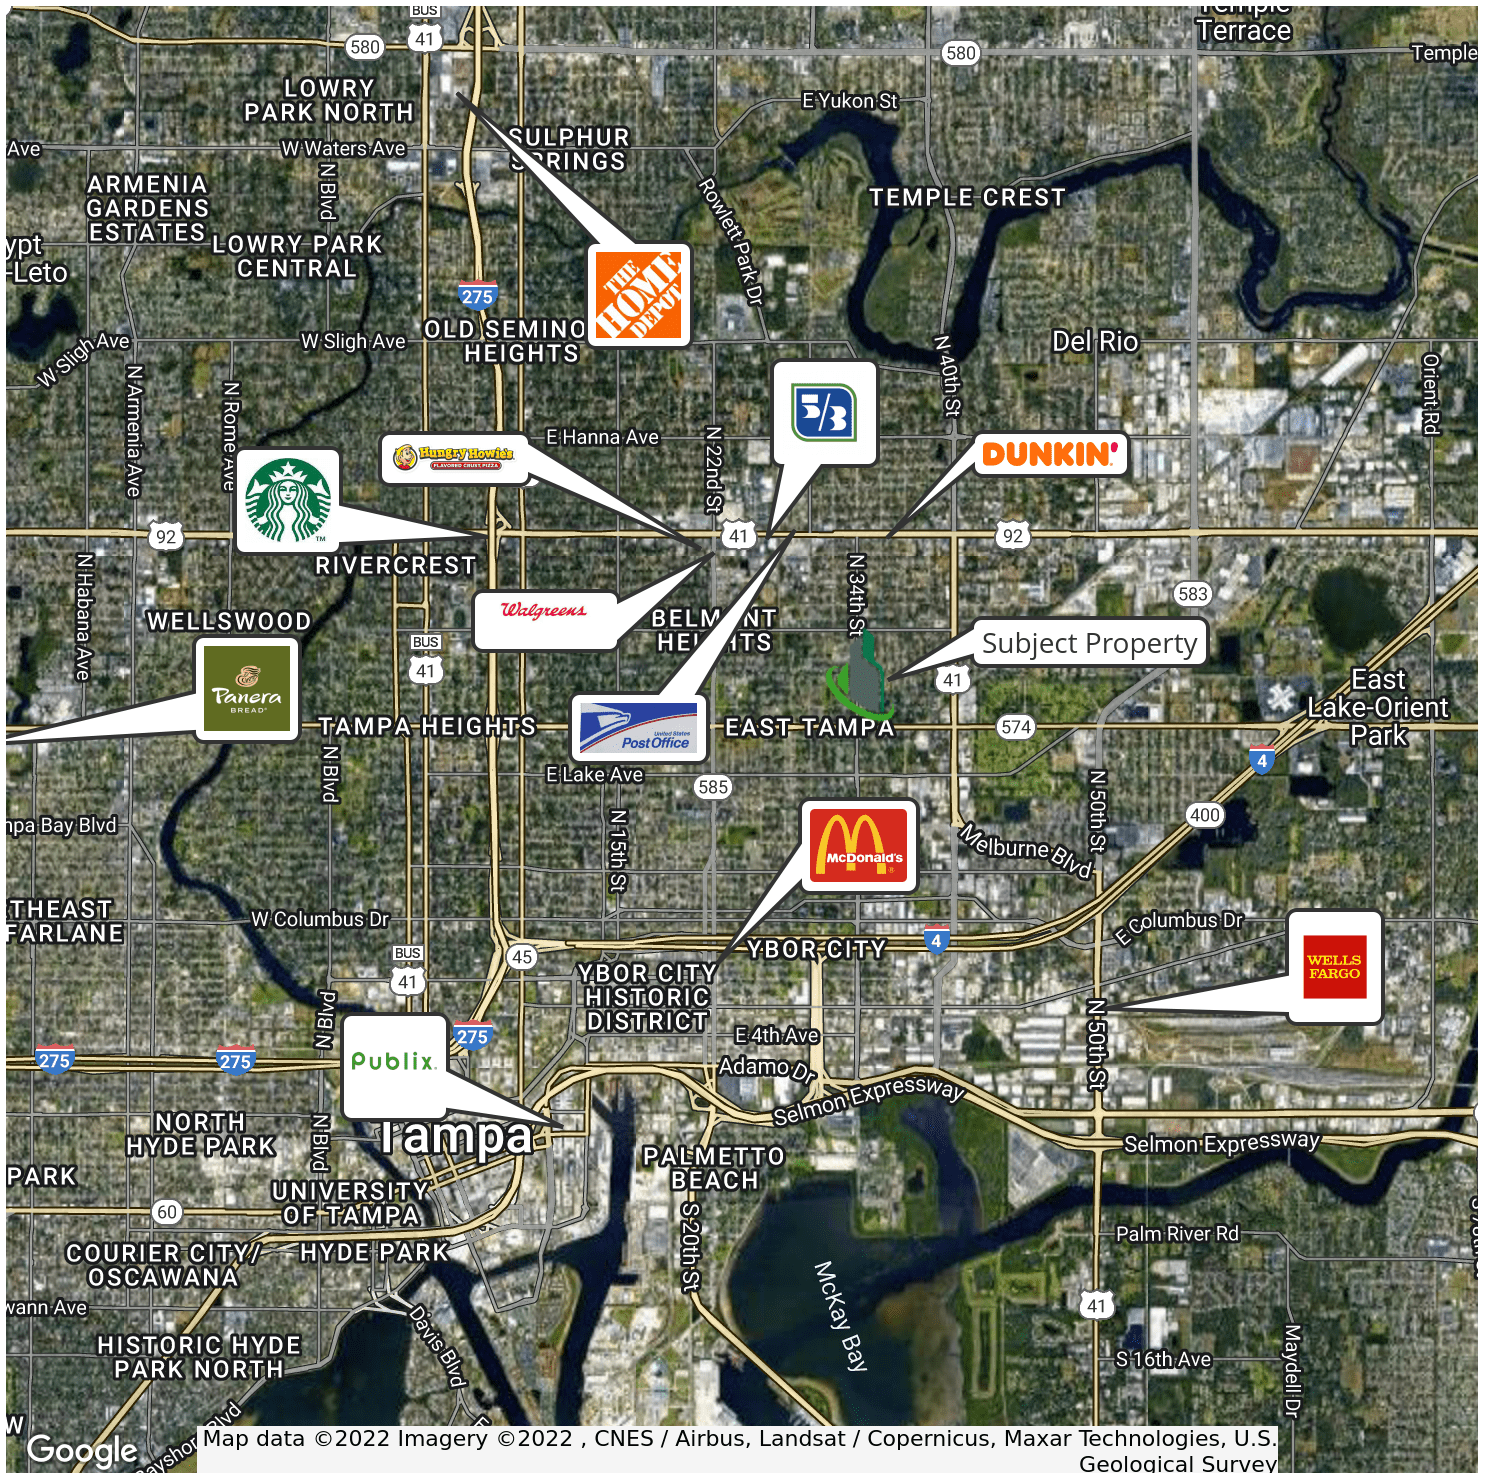 BUS
41
580
580
Temple
Terrace
Temple
LOWRY
PARK NORTH
E Yukon St
Ave
W Waters Ave
SULPHUR
SPRINGS
N Blvd
ARMENIA
GARDENS
ESTATES
Rowlett Park Dr
TEMPLE CREST
LOWRY PARK
CENTRAL
ypt
-Leto
THE
HOME
DEPOT
275
OLD SEMINO
HEIGHTS
W Sligh Ave
W Sligh Ave
Del Rio
N 40th St
Orient Rd
N Armenia Ave
N Rome Ave
5/3
E Hanna Ave
N 22nd St
Hungry Howie's
FLAVORED CRUST PIZZA
DUNKIN'
TM
92
41
92
RIVERCREST
N Habana Ave
N 34th St
583
Walgreens
WELLSWOOD
BELMONT
HEIGHTS
BUS
41
Subject Property
41
Panera
BREAD
East
Lake-Orient
Park
TAMPA HEIGHTS
United States
Post Office
EAST TAMPA
574
4
N Blvd
E Lake Ave
585
N 50th St
400
mpa Bay Blvd
N 15th St
McDonald's
Melburne Blvd
THEAST
FARLANE
W Columbus Dr
E Columbus Dr
BUS
41
45
YBOR CITY
4
WELLS
FARGO
YBOR CITY
HISTORIC
DISTRICT
N Blvd
N 50th St
275
275
275
E 4th Ave
Publix
Adamo Dr
Selmon Expressway
NORTH
HYDE PARK
N Blvd
Tampa
Selmon Expressway
PARK
PALMETTO
BEACH
UNIVERSITY
OF TAMPA
60
S 20th St
Palm River Rd
COURIER CITY/
OSCAWANA
HYDE PARK
McKay Bay
wann Ave
Davis Blvd
41
HISTORIC HYDE
PARK NORTH
S 16th Ave
Maydell Dr
W
ayshore Blvd
Google
Map data ©2022 Imagery ©2022 , CNES / Airbus, Landsat / Copernicus, Maxar Technologies, U.S.
Geological Survey